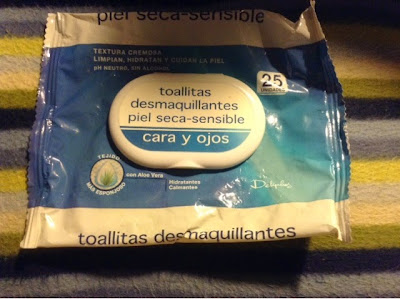 piel seca-sensible
TEXTURA CREMOSA
LIMPIAN, HIDRATAN Y CUIDAN LA PIEL
pH NEUTRO, SIN ALCOHOL
25
UNIDADES
toallitas
desmaquillantes
piel seca-sensible
cara y ojos
TEJIDO
MÁS ESPONJOSO
con Aloe Vera
Hidratantes
Calmantes
toallitas desmaquillantes